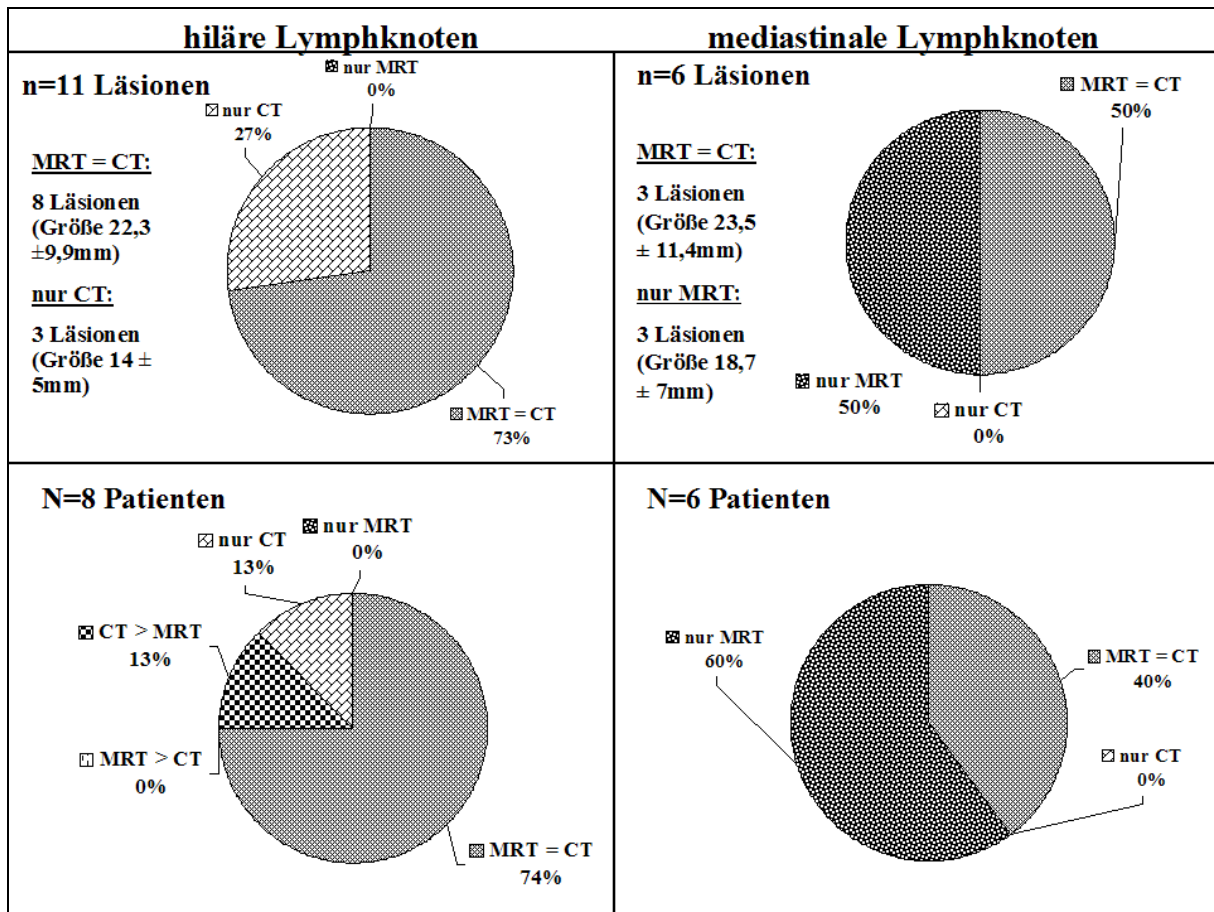 hiläre Lymphknoten
mediastinale Lymphknoten
n=11 Läsionen
nur MRT
0%
nur CT
27%
MRT = CT:
8 Läsionen
(Größe 22,3
±9,9mm)
nur CT:
3 Läsionen
(Größe 14 ±
5mm)
MRT = CT
73%
n=6 Läsionen
MRT = CT
50%
MRT = CT:
3 Läsionen
(Größe 23,5
± 11,4mm)
nur MRT:
3 Läsionen
(Größe 18,7
± 7mm)
nur MRT
50%
nur CT
0%
N=8 Patienten
nur MRT
0%
nur CT
13%
CT > MRT
13%
MRT > CT
0%
MRT = CT
74%
N=6 Patienten
nur MRT
60%
MRT = CT
40%
nur CT
0%